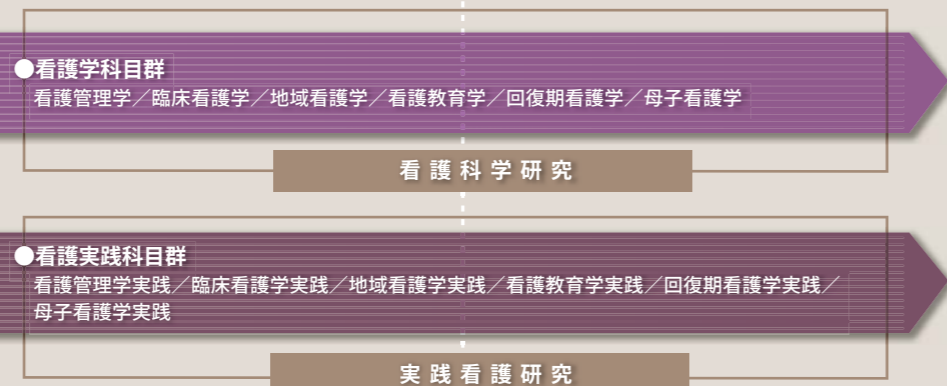 ●看護学科目群
看護管理学／臨床看護学／地域看護学／看護教育学／回復期看護学／母子看護学
看護科学研究
●看護実践科目群
看護管理学実践／臨床看護学実践／地域看護学実践／看護教育学実践／回復期看護学実践／
母子看護学実践
実践看護研究